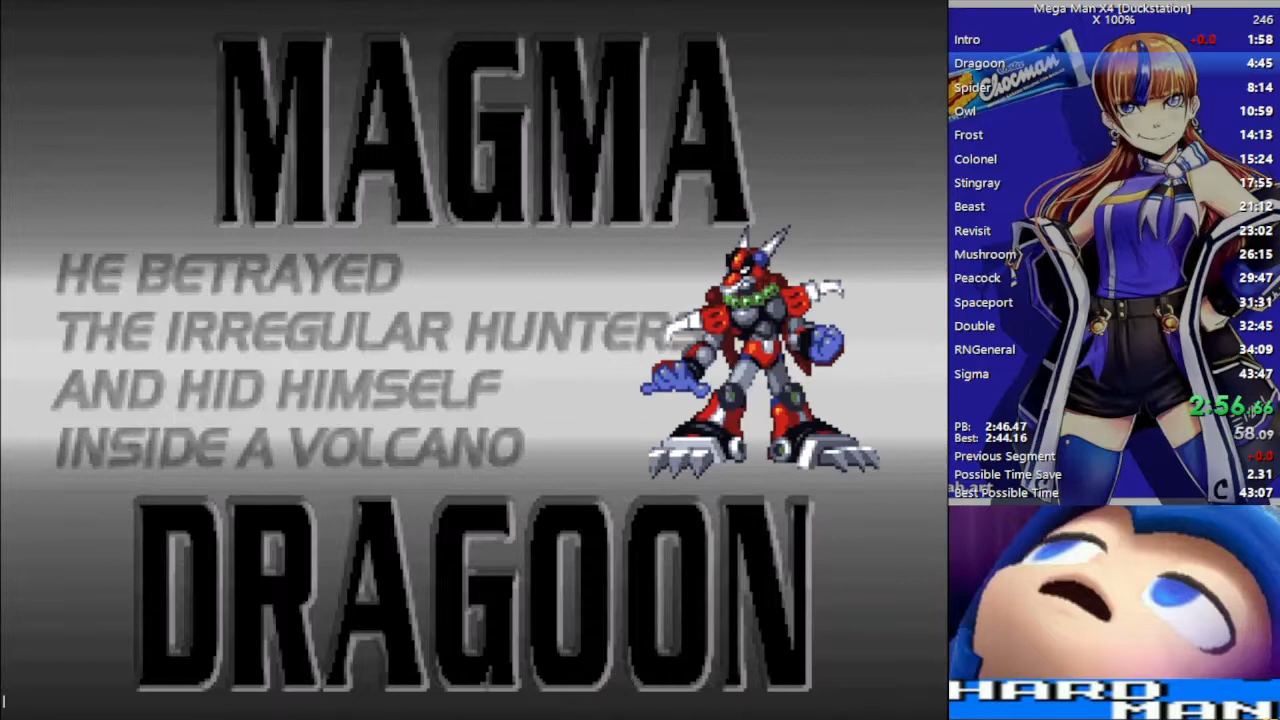 MAGMA
HE BETRAYED
THE IRREGULAR HUNTERS
AND HID HIMSELF
INSIDE A VOLCANO
DRAGOON
Mega Man X4 [Duckstation]
X 100% 246
Intro +0.0 1:58
Dragoon 4:45
Spider 8:14
Owl 10:59
Frost 14:13
Colonel 15:24
Stingray 17:55
Beast 21:12
Revisit 23:02
Mushroom 26:15
Peacock 29:47
Spaceport 31:31
Double 32:45
RNGeneral 34:09
Sigma 43:47
2:56.66
PB: 2:46.47
Best: 2:44.16
58.09
Previous Segment +0.0
Possible Time Save 2.31
Best Possible Time 43:07
Chocman
HARD
MAN